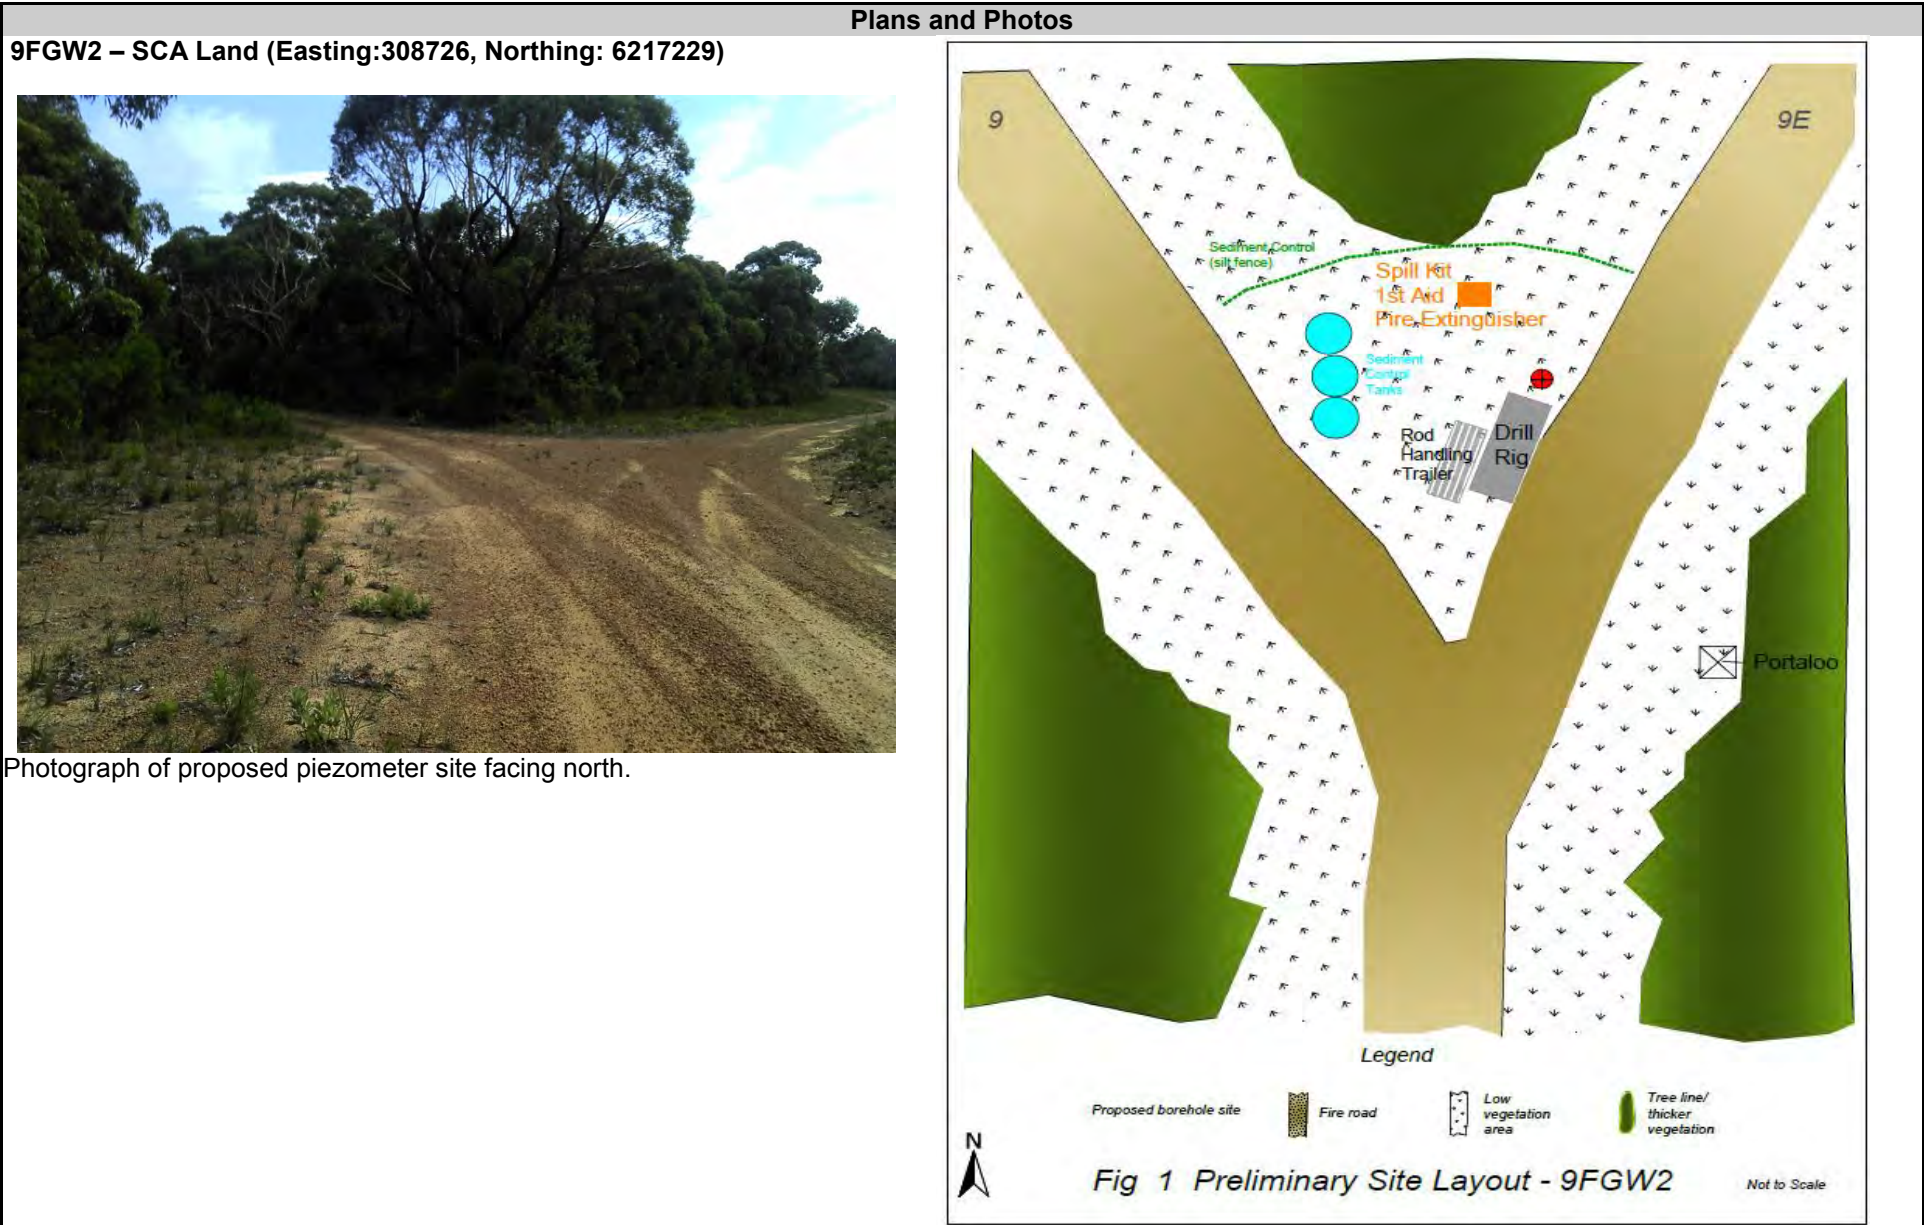 Plans and Photos
9FGW2 – SCA Land (Easting:308726, Northing: 6217229)
Photograph of proposed piezometer site facing north.
9
9E
Sediment Control
(silt fence)
Spill Kit
1st Aid
Fire Extinguisher
Sediment
Control
Tanks
Rod
Handling
Trailer
Drill
Rig
Portaloo
Legend
Proposed borehole site
Fire road
Low
vegetation
area
Tree line/
thicker
vegetation
N
Fig 1 Preliminary Site Layout - 9FGW2
Not to Scale